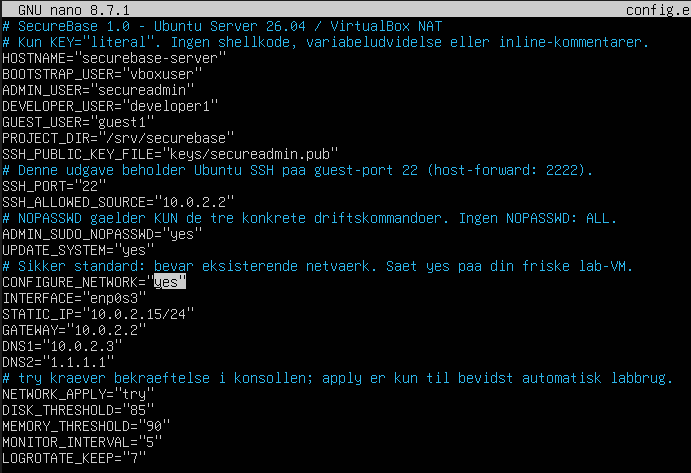 GNU nano 8.7.1 config.e
# SecureBase 1.0 - Ubuntu Server 26.04 / VirtualBox NAT
# Kun KEY="literal". Ingen shellkode, variabeludvidelse eller inline-kommentarer.
HOSTNAME="securebase-server"
BOOTSTRAP_USER="vboxuser"
ADMIN_USER="secureadmin"
DEVELOPER_USER="developer1"
GUEST_USER="guest1"
PROJECT_DIR="/srv/securebase"
SSH_PUBLIC_KEY_FILE="keys/secureadmin.pub"
# Denne udgave beholder Ubuntu SSH paa guest-port 22 (host-forward: 2222).
SSH_PORT="22"
SSH_ALLOWED_SOURCE="10.0.2.2"
# NOPASSWD gaelder KUN de tre konkrete driftskommandoer. Ingen NOPASSWD: ALL.
ADMIN_SUDO_NOPASSWD="yes"
UPDATE_SYSTEM="yes"
# Sikker standard: bevar eksisterende netvaerk. Saet yes paa din friske lab-VM.
CONFIGURE_NETWORK="yes"
INTERFACE="enp0s3"
STATIC_IP="10.0.2.15/24"
GATEWAY="10.0.2.2"
DNS1="10.0.2.3"
DNS2="1.1.1.1"
# try kraever bekraeftelse i konsollen; apply er kun til bevidst automatisk labbrug.
NETWORK_APPLY="try"
DISK_THRESHOLD="85"
MEMORY_THRESHOLD="90"
MONITOR_INTERVAL="5"
LOGROTATE_KEEP="7"